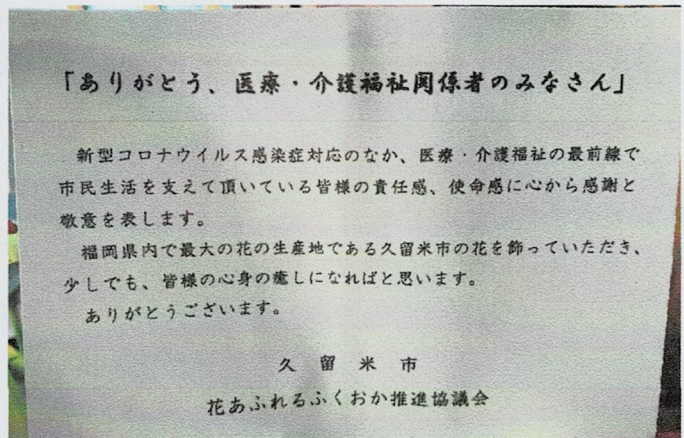 「ありがとう、医療・介護福祉関係者のみなさん」
新型コロナウイルス感染症対応のなか、医療・介護福祉の最前線で
市民生活を支えて頂いている皆様の責任感、使命感に心から感謝と
敬意を表します。
福岡県内で最大の花の生産地である久留米市の花を飾っていただき、
少しでも、皆様の心身の癒しになればと思います。
ありがとうございます。
久留米市
花あふれるふくおか推進協議会